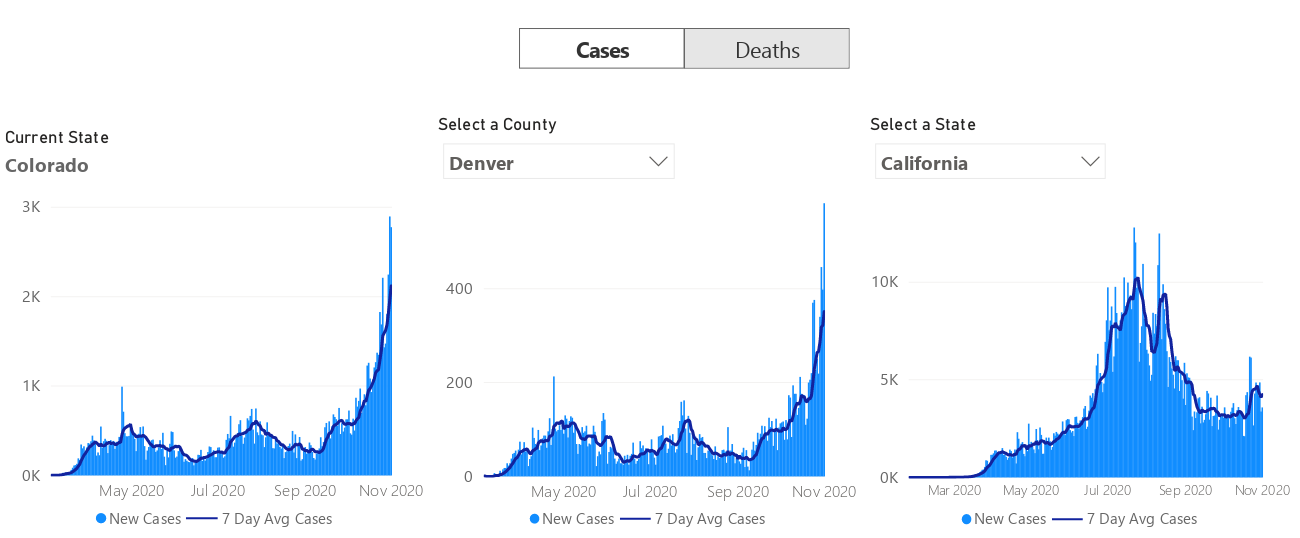 Cases Deaths
Current State
Colorado
3K
2K
1K
0K
May 2020 Jul 2020 Sep 2020 Nov 2020
New Cases 7 Day Avg Cases
Select a County
Denver
400
200
0
May 2020 Jul 2020 Sep 2020 Nov 2020
New Cases 7 Day Avg Cases
Select a State
California
10K
5K
0K
Mar 2020 May 2020 Jul 2020 Sep 2020 Nov 2020
New Cases 7 Day Avg Cases